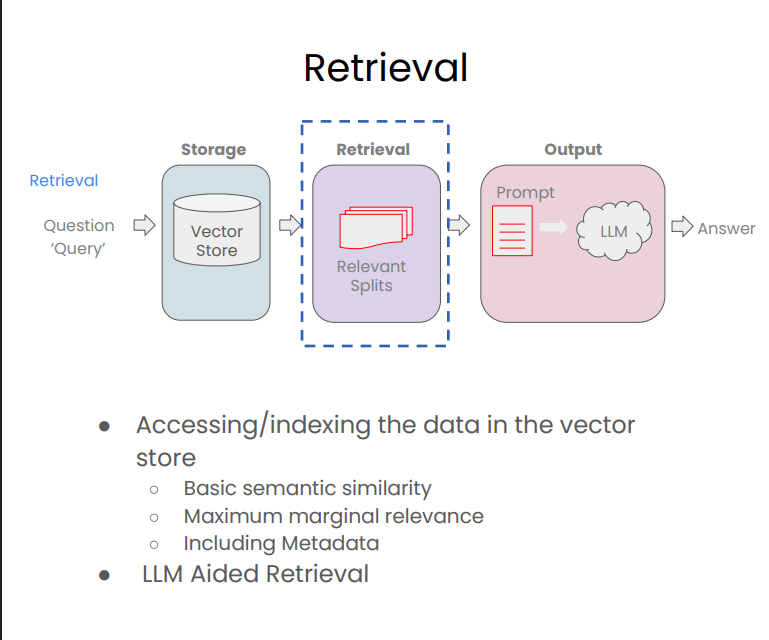 Retrieval
Storage
Retrieval
Output
Retrieval
Question
‘Query’
Vector
Store
Relevant
Splits
Prompt
LLM
Answer
● Accessing/indexing the data in the vector
store
○ Basic semantic similarity
○ Maximum marginal relevance
○ Including Metadata
● LLM Aided Retrieval